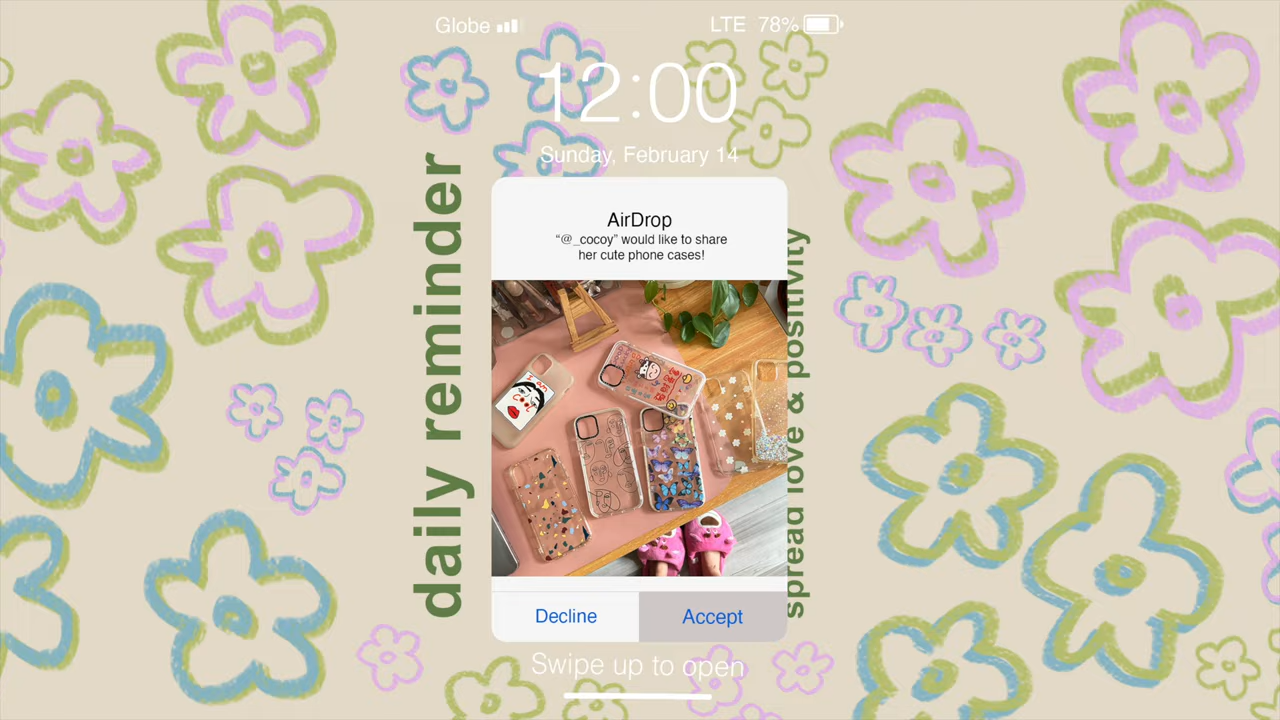 Globe
LTE 78%
12:00
Sunday, February 14
daily reminder
AirDrop
“@_cocoy” would like to share
her cute phone cases!
spread love & positivity
COOL
Decline
Accept
Swipe up to open